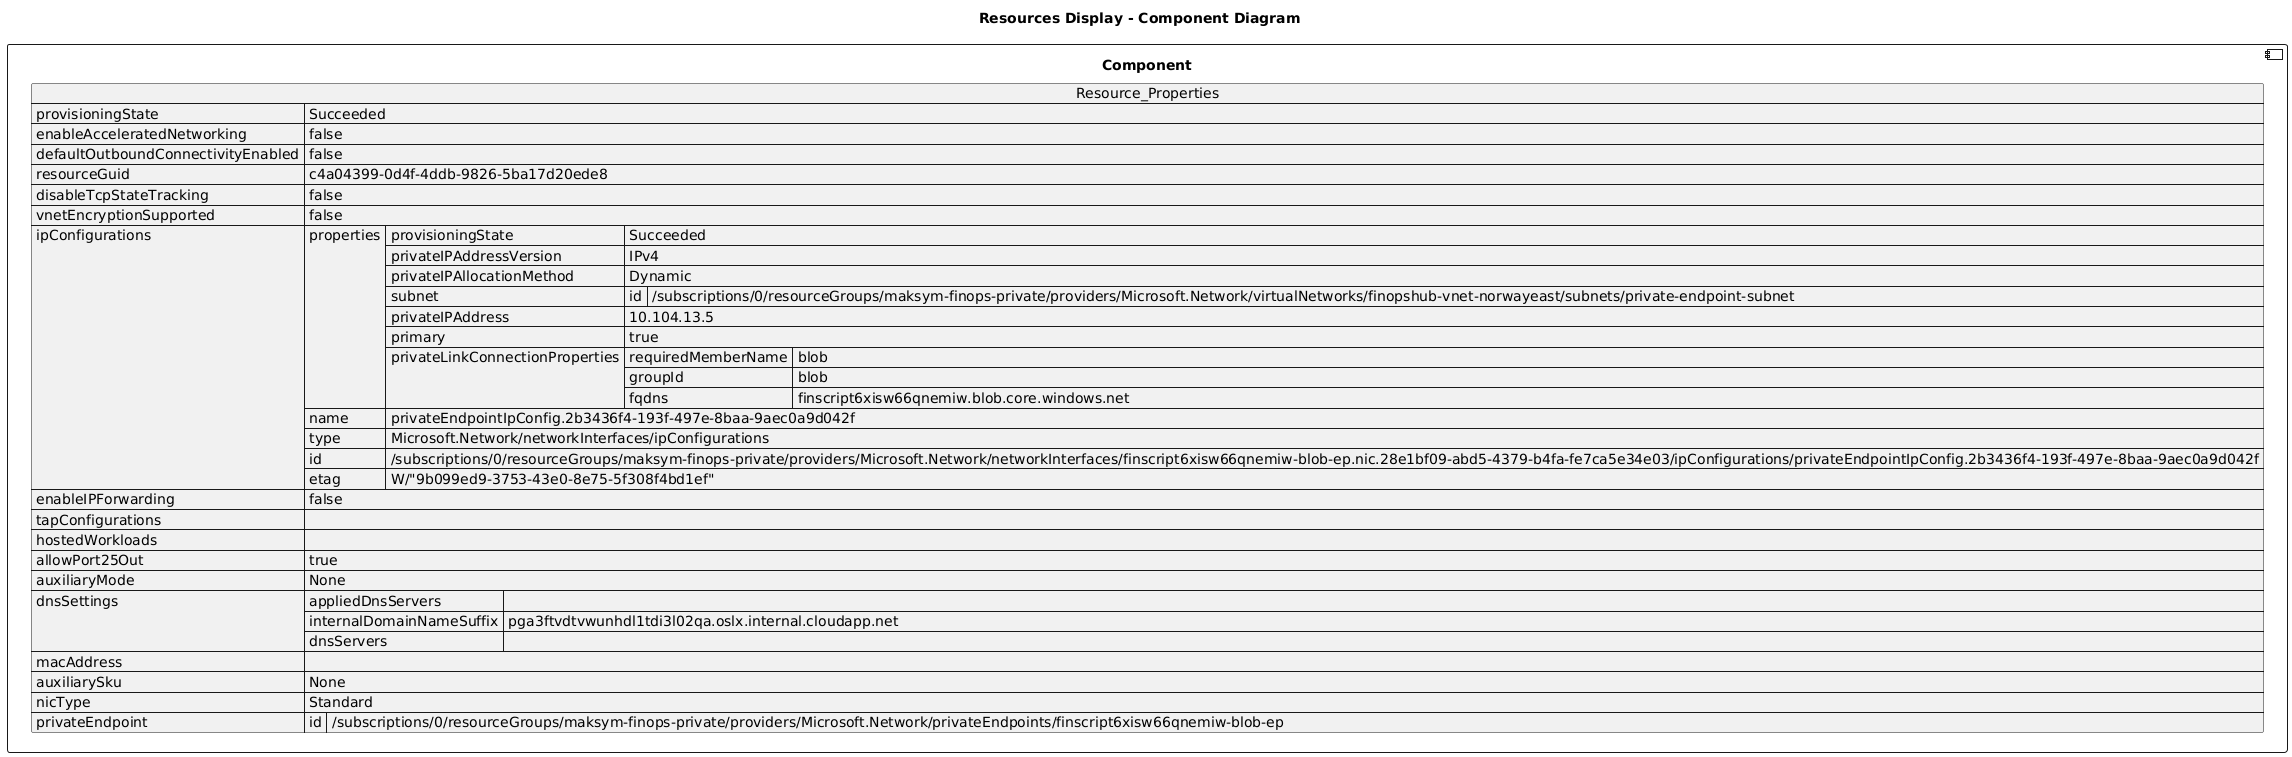 Resources Display - Component Diagram
Component
Resource_Properties
provisioningState Succeeded
enableAcceleratedNetworking false
defaultOutboundConnectivityEnabled false
resourceGuid c4a04399-0d4f-4ddb-9826-5ba17d20ede8
disableTcpStateTracking false
vnetEncryptionSupported false
ipConfigurations properties provisioningState Succeeded
privateIPAddressVersion IPv4
privateIPAllocationMethod Dynamic
subnet id /subscriptions/0/resourceGroups/maksym-finops-private/providers/Microsoft.Network/virtualNetworks/finopshub-vnet-norwayeast/subnets/private-endpoint-subnet
privateIPAddress 10.104.13.5
primary true
privateLinkConnectionProperties requiredMemberName blob
groupId blob
fqdns finscript6xisw66qnemiw.blob.core.windows.net
name privateEndpointIpConfig.2b3436f4-193f-497e-8baa-9aec0a9d042f
type Microsoft.Network/networkInterfaces/ipConfigurations
id /subscriptions/0/resourceGroups/maksym-finops-private/providers/Microsoft.Network/networkInterfaces/finscript6xisw66qnemiw-blob-ep.nic.28e1bf09-abd5-4379-b4fa-fe7ca5e34e03/ipConfigurations/privateEndpointIpConfig.2b3436f4-193f-497e-8baa-9aec0a9d042f
etag W/"9b099ed9-3753-43e0-8e75-5f308f4bd1ef"
enableIPForwarding false
tapConfigurations
hostedWorkloads
allowPort25Out true
auxiliaryMode None
dnsSettings appliedDnsServers
internalDomainNameSuffix pga3ftvdtvwunhdl1tdi3l02qa.oslx.internal.cloudapp.net
dnsServers
macAddress
auxiliarySku None
nicType Standard
privateEndpoint id /subscriptions/0/resourceGroups/maksym-finops-private/providers/Microsoft.Network/privateEndpoints/finscript6xisw66qnemiw-blob-ep